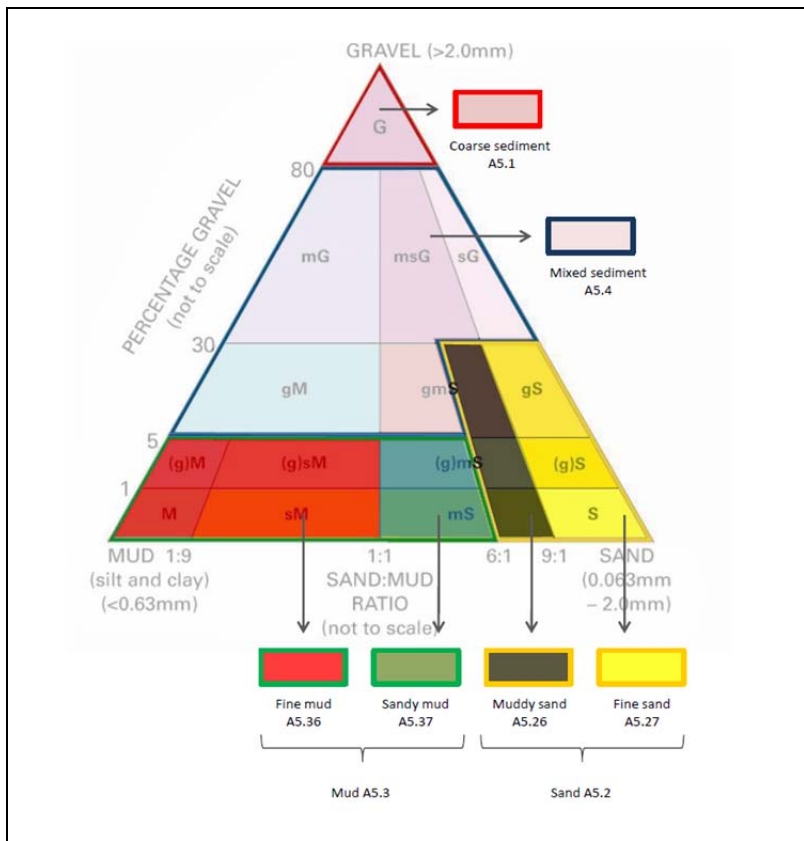 GRAVEL (>2.0mm)
G
Coarse sediment
A5.1
80
PERCENTAGE GRAVEL
(not to scale)
mG
msG
sG
Mixed sediment
A5.4
30
gM
gmS
gS
5
(g)M
(g)sM
(g)mS
(g)S
1
M
sM
mS
S
MUD 1:9
(silt and clay)
(<0.63mm)
1:1
SAND:MUD
RATIO
(not to scale)
6:1
9:1
SAND
(0.063mm
– 2.0mm)
Fine mud
A5.36
Sandy mud
A5.37
Muddy sand
A5.26
Fine sand
A5.27
Mud A5.3
Sand A5.2